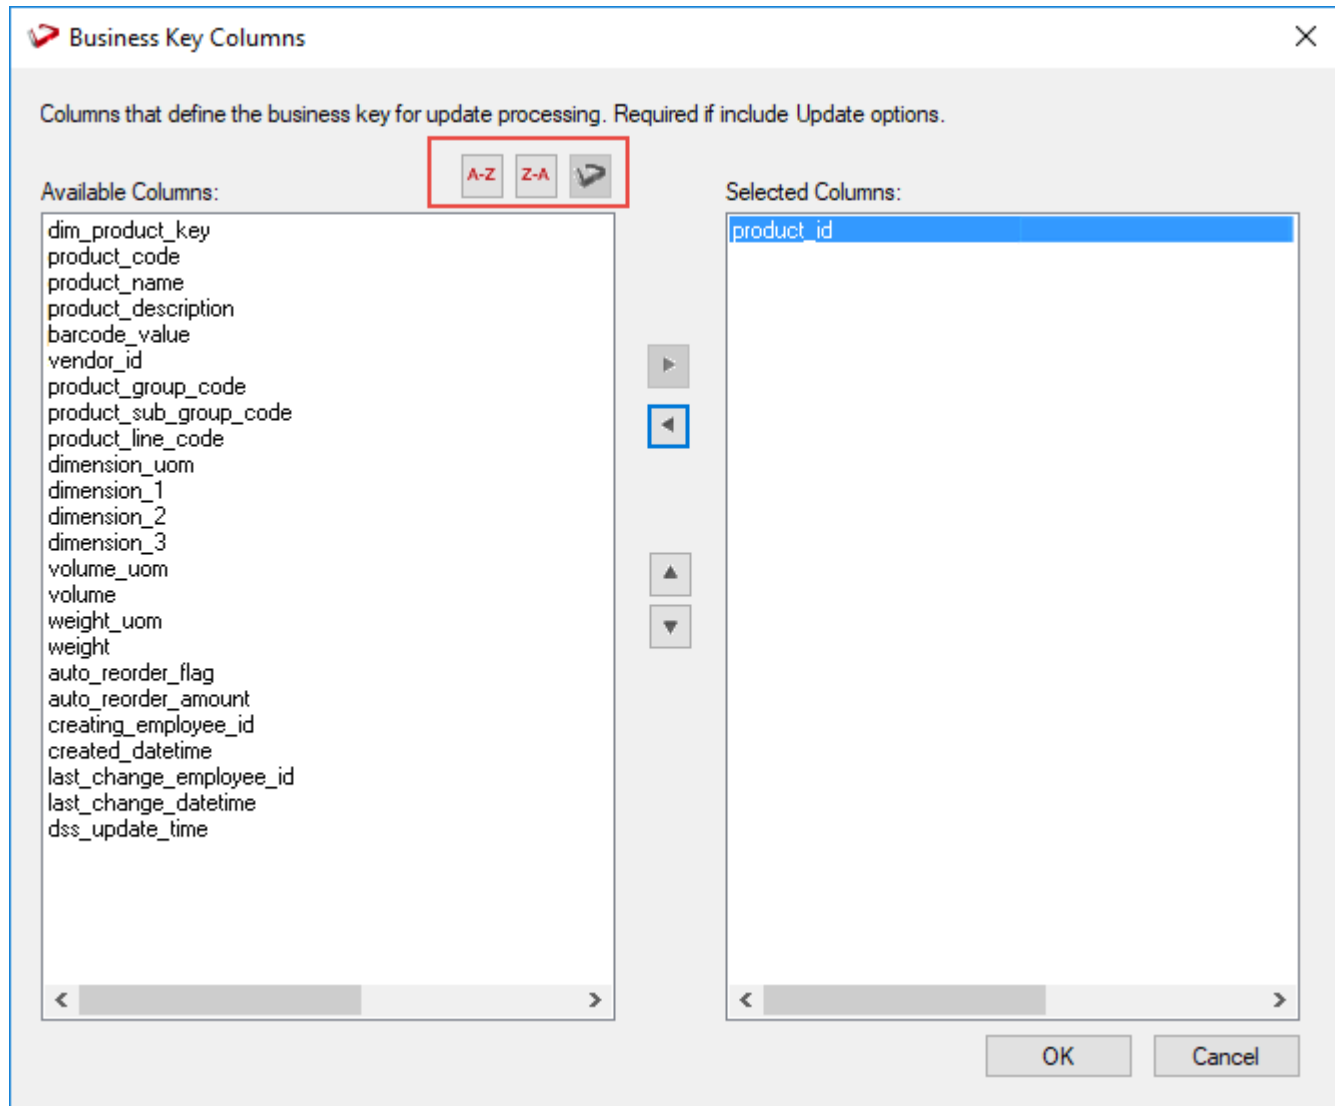 Business Key Columns
Columns that define the business key for update processing. Required if include Update options.
A-Z Z-A
Available Columns:
dim_product_key
product_code
product_name
product_description
barcode_value
vendor_id
product_group_code
product_sub_group_code
product_line_code
dimension_uom
dimension_1
dimension_2
dimension_3
volume_uom
volume
weight_uom
weight
auto_reorder_flag
auto_reorder_amount
creating_employee_id
created_datetime
last_change_employee_id
last_change_datetime
dss_update_time
Selected Columns:
product_id
OK Cancel